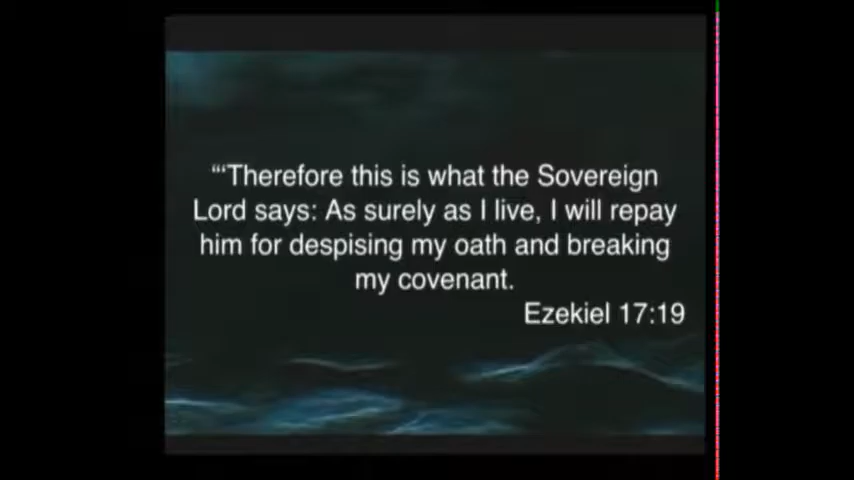 “‘Therefore this is what the Sovereign
Lord says: As surely as I live, I will repay
him for despising my oath and breaking
my covenant.
Ezekiel 17:19